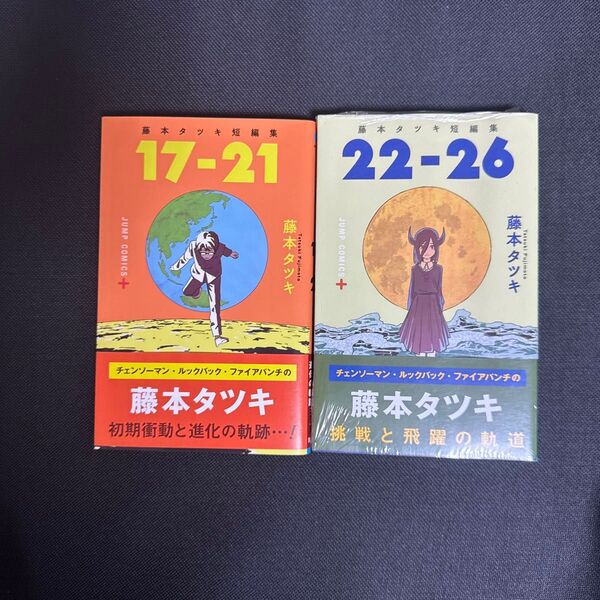 藤本タツキ短編集
17-21
藤本タツキ
Tatsuki Fujimoto
JUMP COMICS+
チェンソーマン・ルックバック・ファイアパンチの
藤本タツキ
初期衝動と進化の軌跡…!
藤本タツキ短編集
22-26
藤本タツキ
Tatsuki Fujimoto
JUMP COMICS+
チェンソーマン・ルックバック・ファイアパンチの
藤本タツキ
挑戦と飛躍の軌道